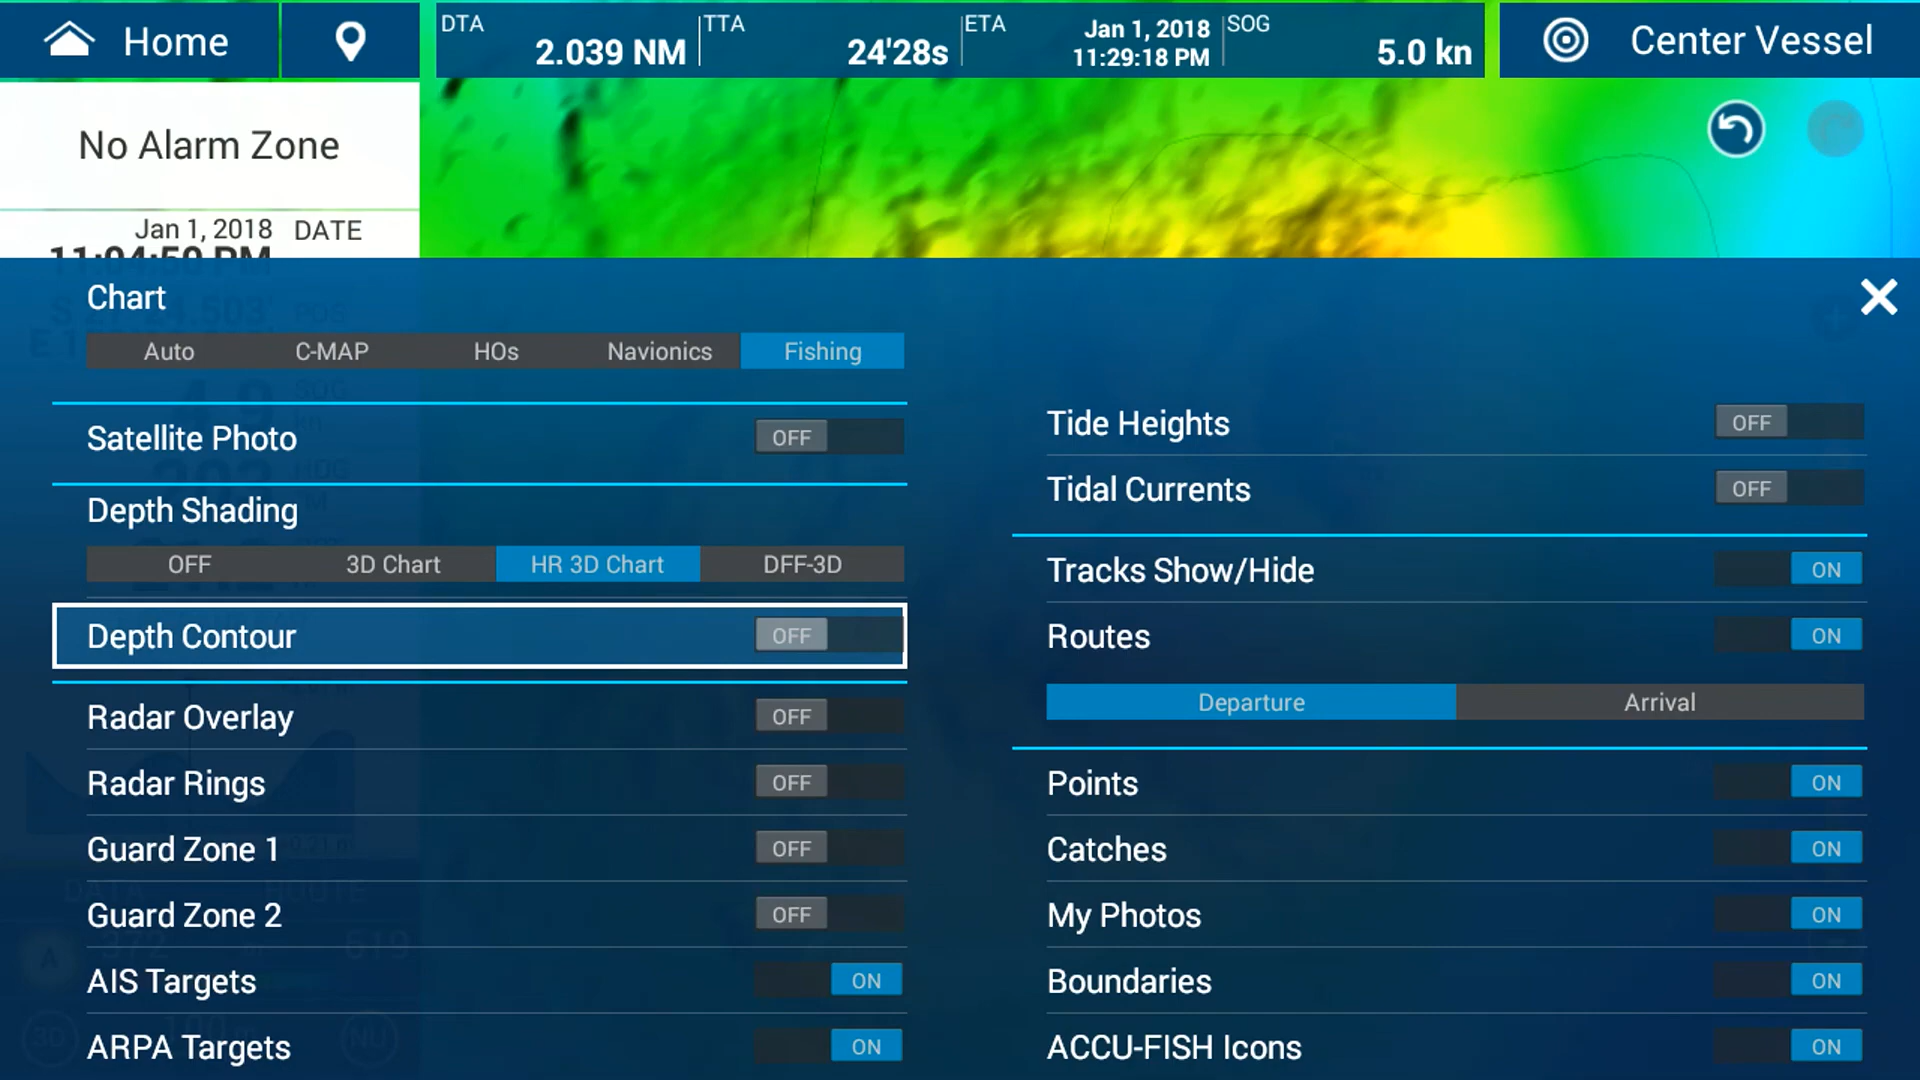 Home
DTA
2.039 NM
TTA
24'28s
ETA
Jan 1, 2018
11:29:18 PM
SOG
5.0 kn
Center Vessel
No Alarm Zone
Jan 1, 2018 DATE
11:04:50 PM
Chart
Auto C-MAP HOs Navionics Fishing
Satellite Photo OFF
Depth Shading
OFF 3D Chart HR 3D Chart DFF-3D
Depth Contour OFF
Radar Overlay OFF
Radar Rings OFF
Guard Zone 1 OFF
Guard Zone 2 OFF
AIS Targets ON
ARPA Targets ON
Tide Heights OFF
Tidal Currents OFF
Tracks Show/Hide ON
Routes ON
Departure Arrival
Points ON
Catches ON
My Photos ON
Boundaries ON
ACCU-FISH Icons ON